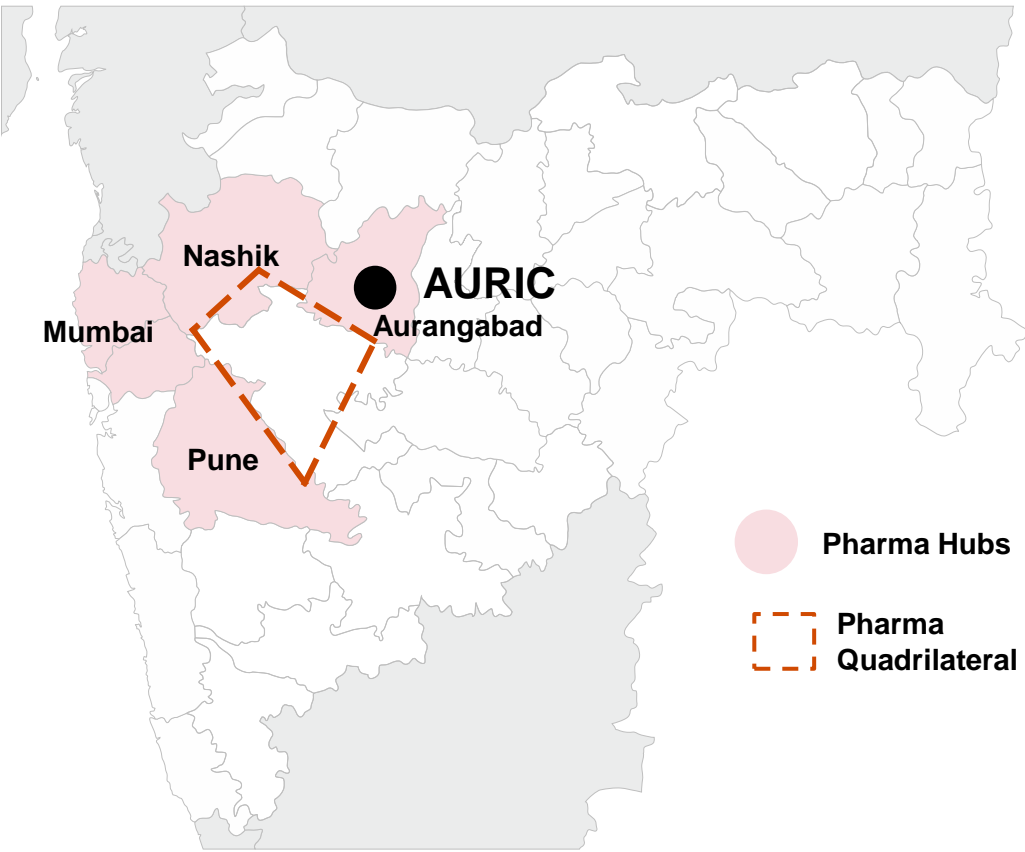 Nashik
AURIC
Aurangabad
Mumbai
Pune
Pharma Hubs
Pharma
Quadrilateral